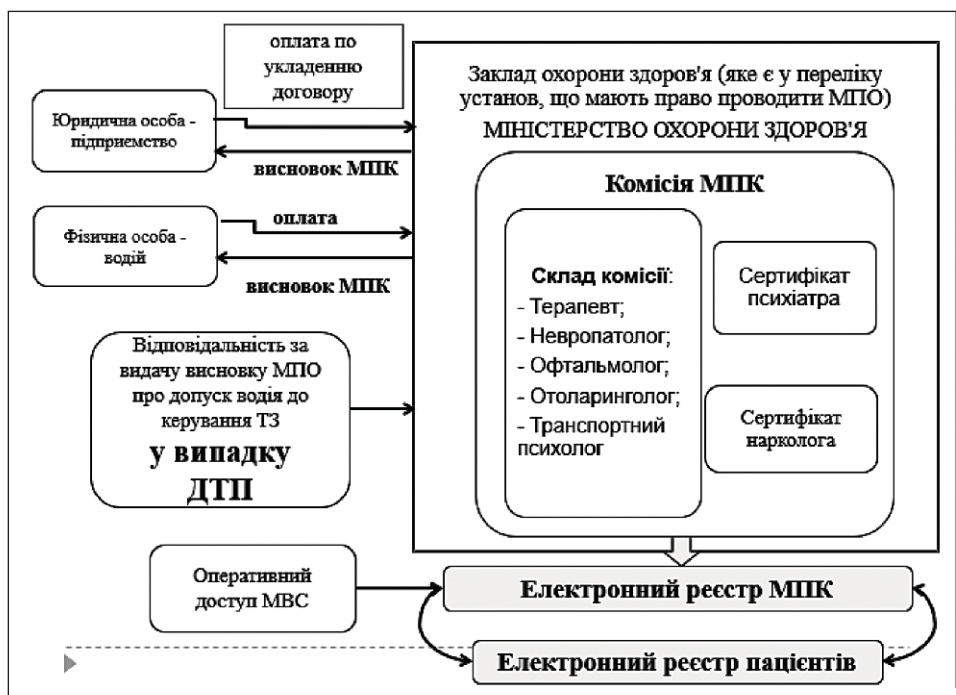 оплата по
укладенню
договору
Юридична особа -
підприємство
висновок МПК
оплата
Фізична особа -
водій
висновок МПК
Відповідальність за
видачу висновку МПО
про допуск водія до
керування ТЗ
у випадку
ДТП
Оперативний
доступ МВС
Заклад охорони здоров'я (яке є у переліку
установ, що мають право проводити МПО)
МІНІСТЕРСТВО ОХОРОНИ ЗДОРОВ'Я
Комісія МПК
Склад комісії:
- Терапевт;
- Невропатолог;
- Офтальмолог;
- Отоларинголог;
- Транспортний
психолог
Сертифікат
психіатра
Сертифікат
нарколога
Електронний реєстр МПК
Електронний реєстр пацієнтів